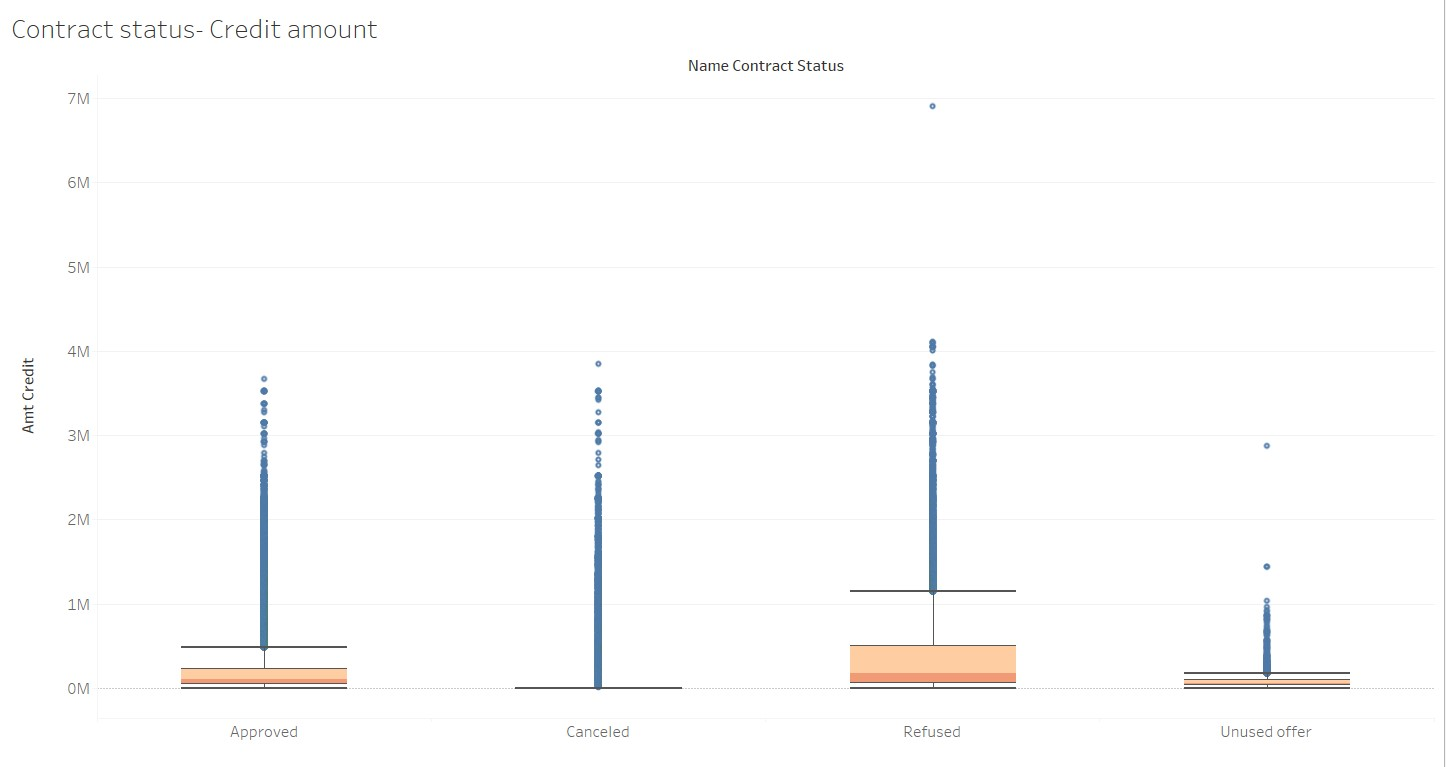 Contract status- Credit amount
Name Contract Status
7M
6M
5M
4M
3M
2M
1M
0M
Amt Credit
Approved
Canceled
Refused
Unused offer